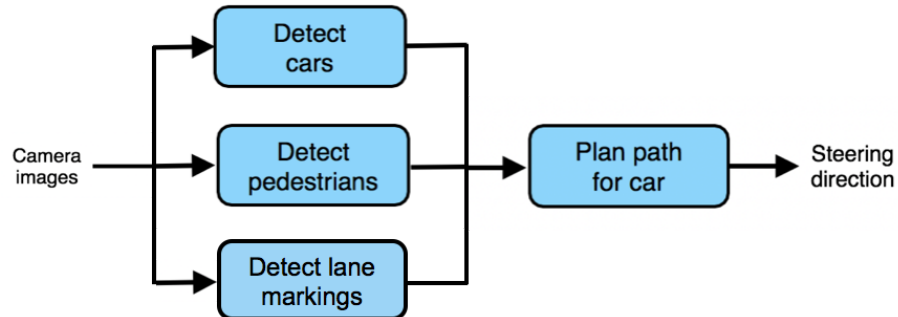 Detect
cars
Camera
images
Detect
pedestrians
Plan path
for car
Steering
direction
Detect lane
markings